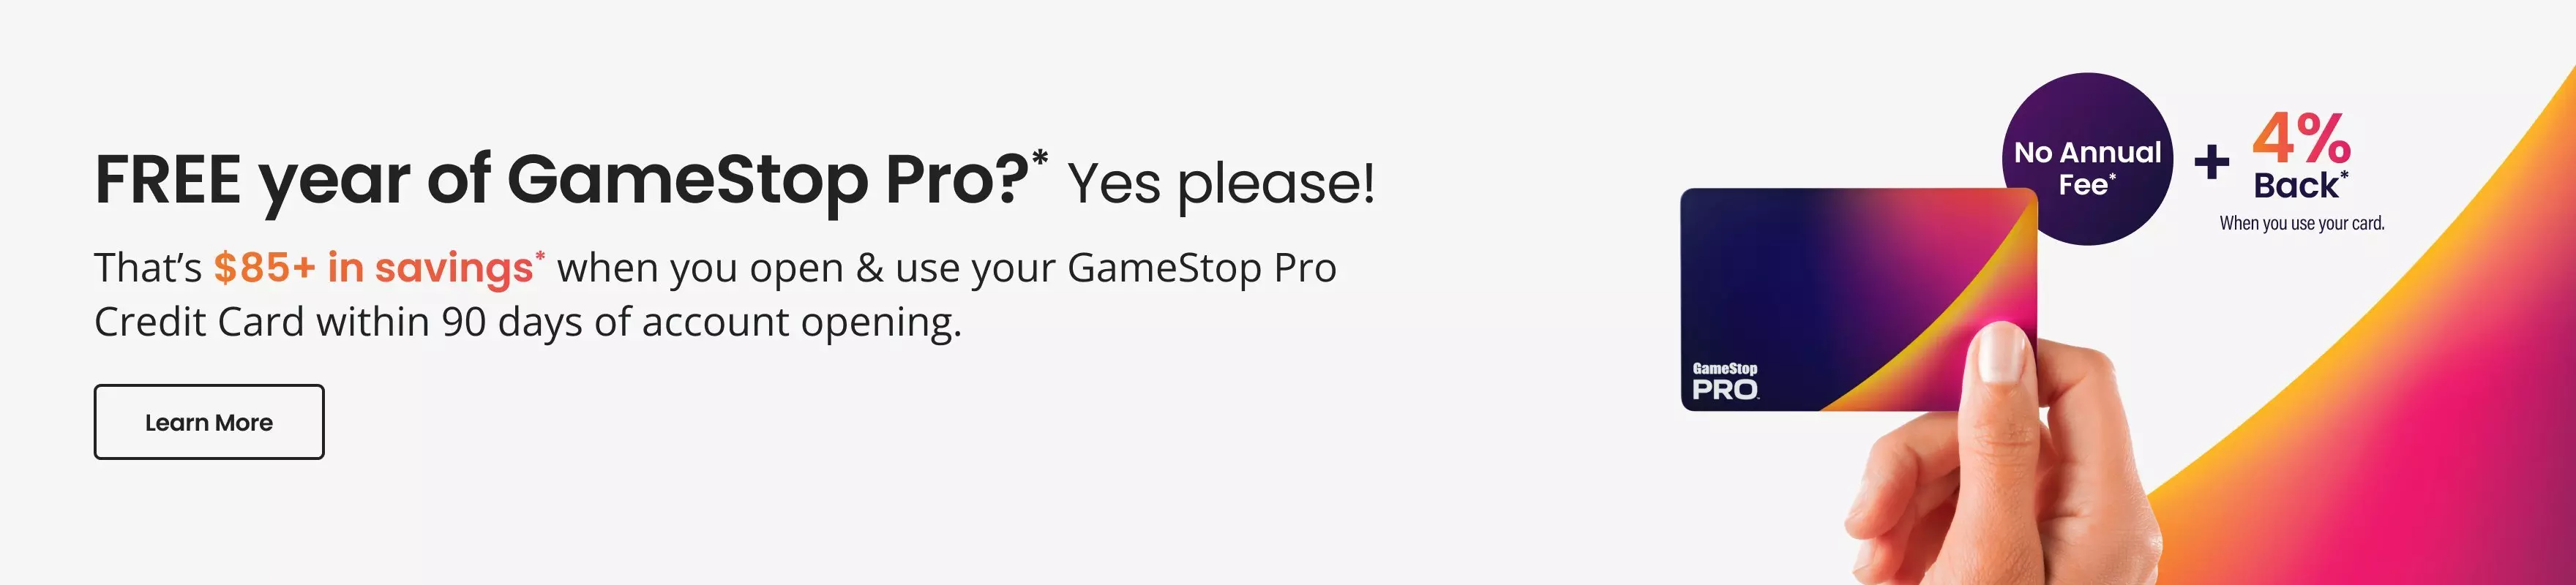 FREE year of GameStop Pro?* Yes please!
That's $85+ in savings* when you open & use your GameStop Pro
Credit Card within 90 days of account opening.
Learn More
No Annual
Fee*
+
4%
Back*
When you use your card.
GameStop
PRO